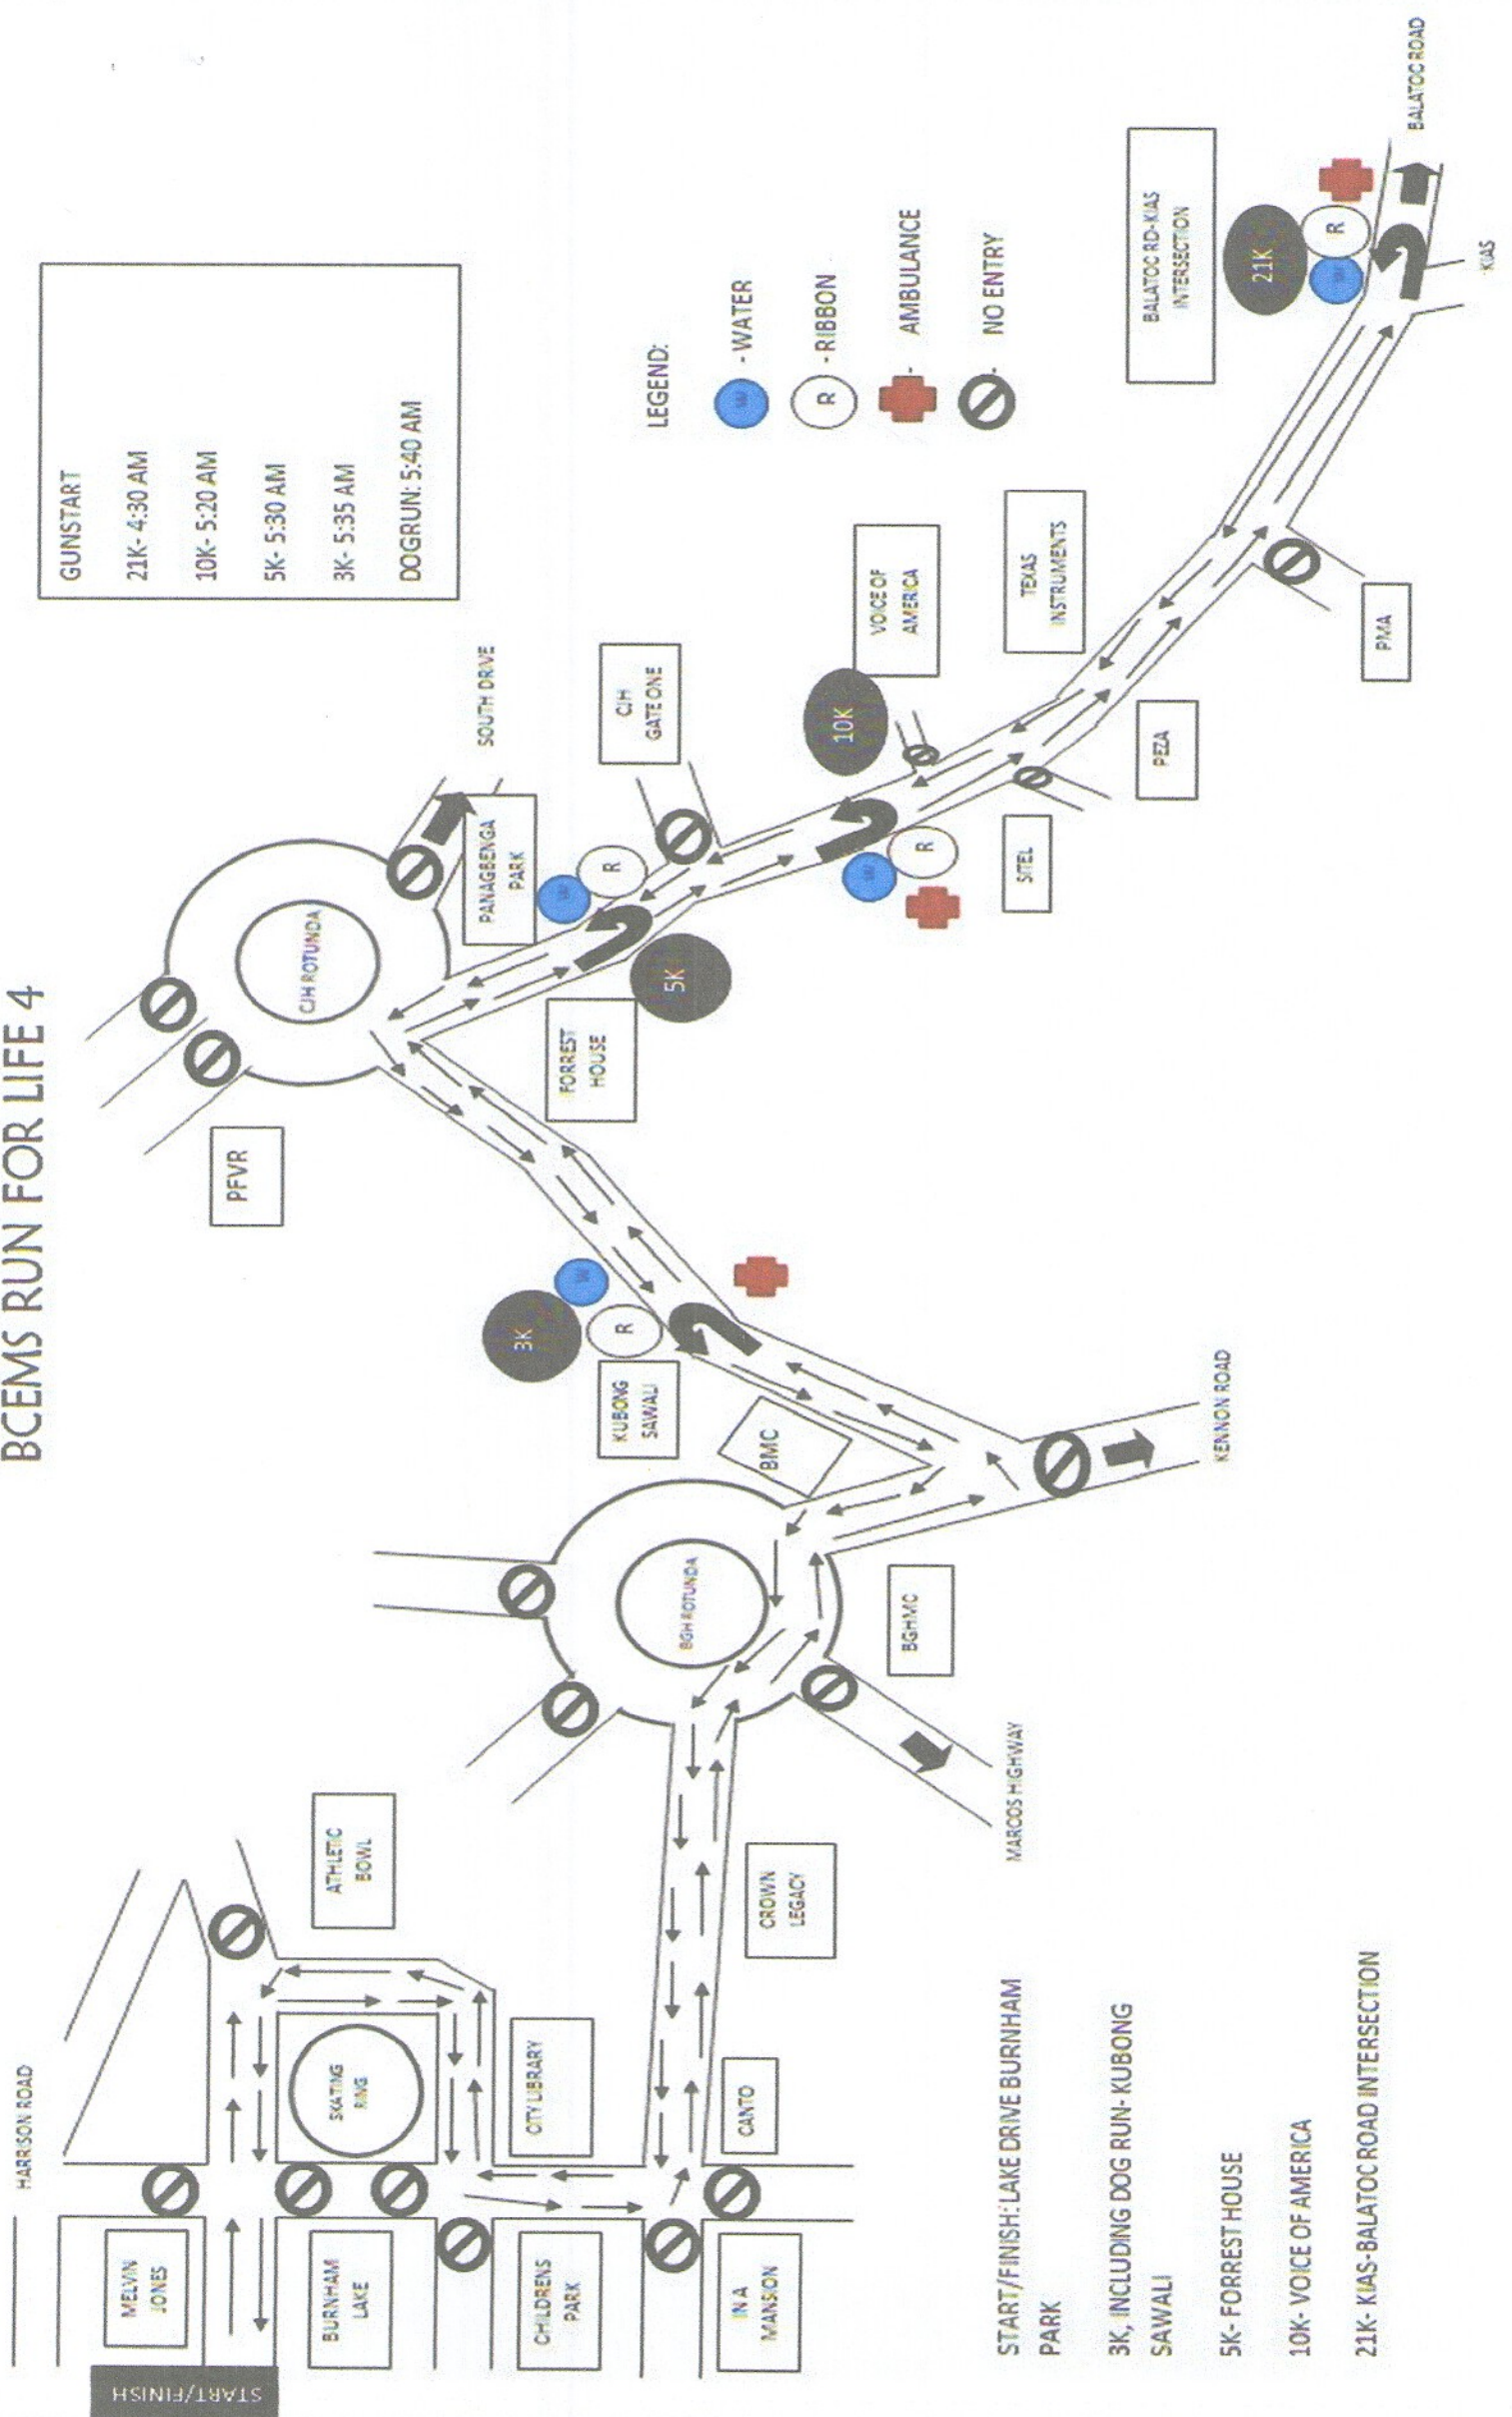 BCEMS RUN FOR LIFE 4
GUNSTART
21K- 4:30 AM
10K- 5:20 AM
5K- 5:30 AM
3K- 5:35 AM
DOGRUN: 5:40 AM
LEGEND:
W - WATER
R - RIBBON
- AMBULANCE
- NO ENTRY
HARRISON ROAD
START/FINISH
MELVIN
JONES
BURNHAM
LAKE
CHILDRENS
PARK
INA
MANSION
SKATING
RING
ATHLETIC
BOWL
CITY LIBRARY
CANTO
CROWN
LEGACY
MARCOS HIGHWAY
BGH ROTUNDA
BGHMC
BMC
KENNON ROAD
KUBONG
SAWALI
3K
R
W
PFVR
CJH ROTUNDA
SOUTH DRIVE
PANAGBENGA
PARK
FORREST
HOUSE
5K
W
R
CJH
GATE ONE
10K
W
R
VOICE OF
AMERICA
SITEL
TEXAS
INSTRUMENTS
PEZA
PMA
BALATOC RD-KIAS
INTERSECTION
21K
W
R
BALATOC ROAD
KIAS
START/FINISH: LAKE DRIVE BURNHAM
PARK
3K, INCLUDING DOG RUN- KUBONG
SAWALI
5K- FORREST HOUSE
10K- VOICE OF AMERICA
21K- KIAS-BALATOC ROAD INTERSECTION